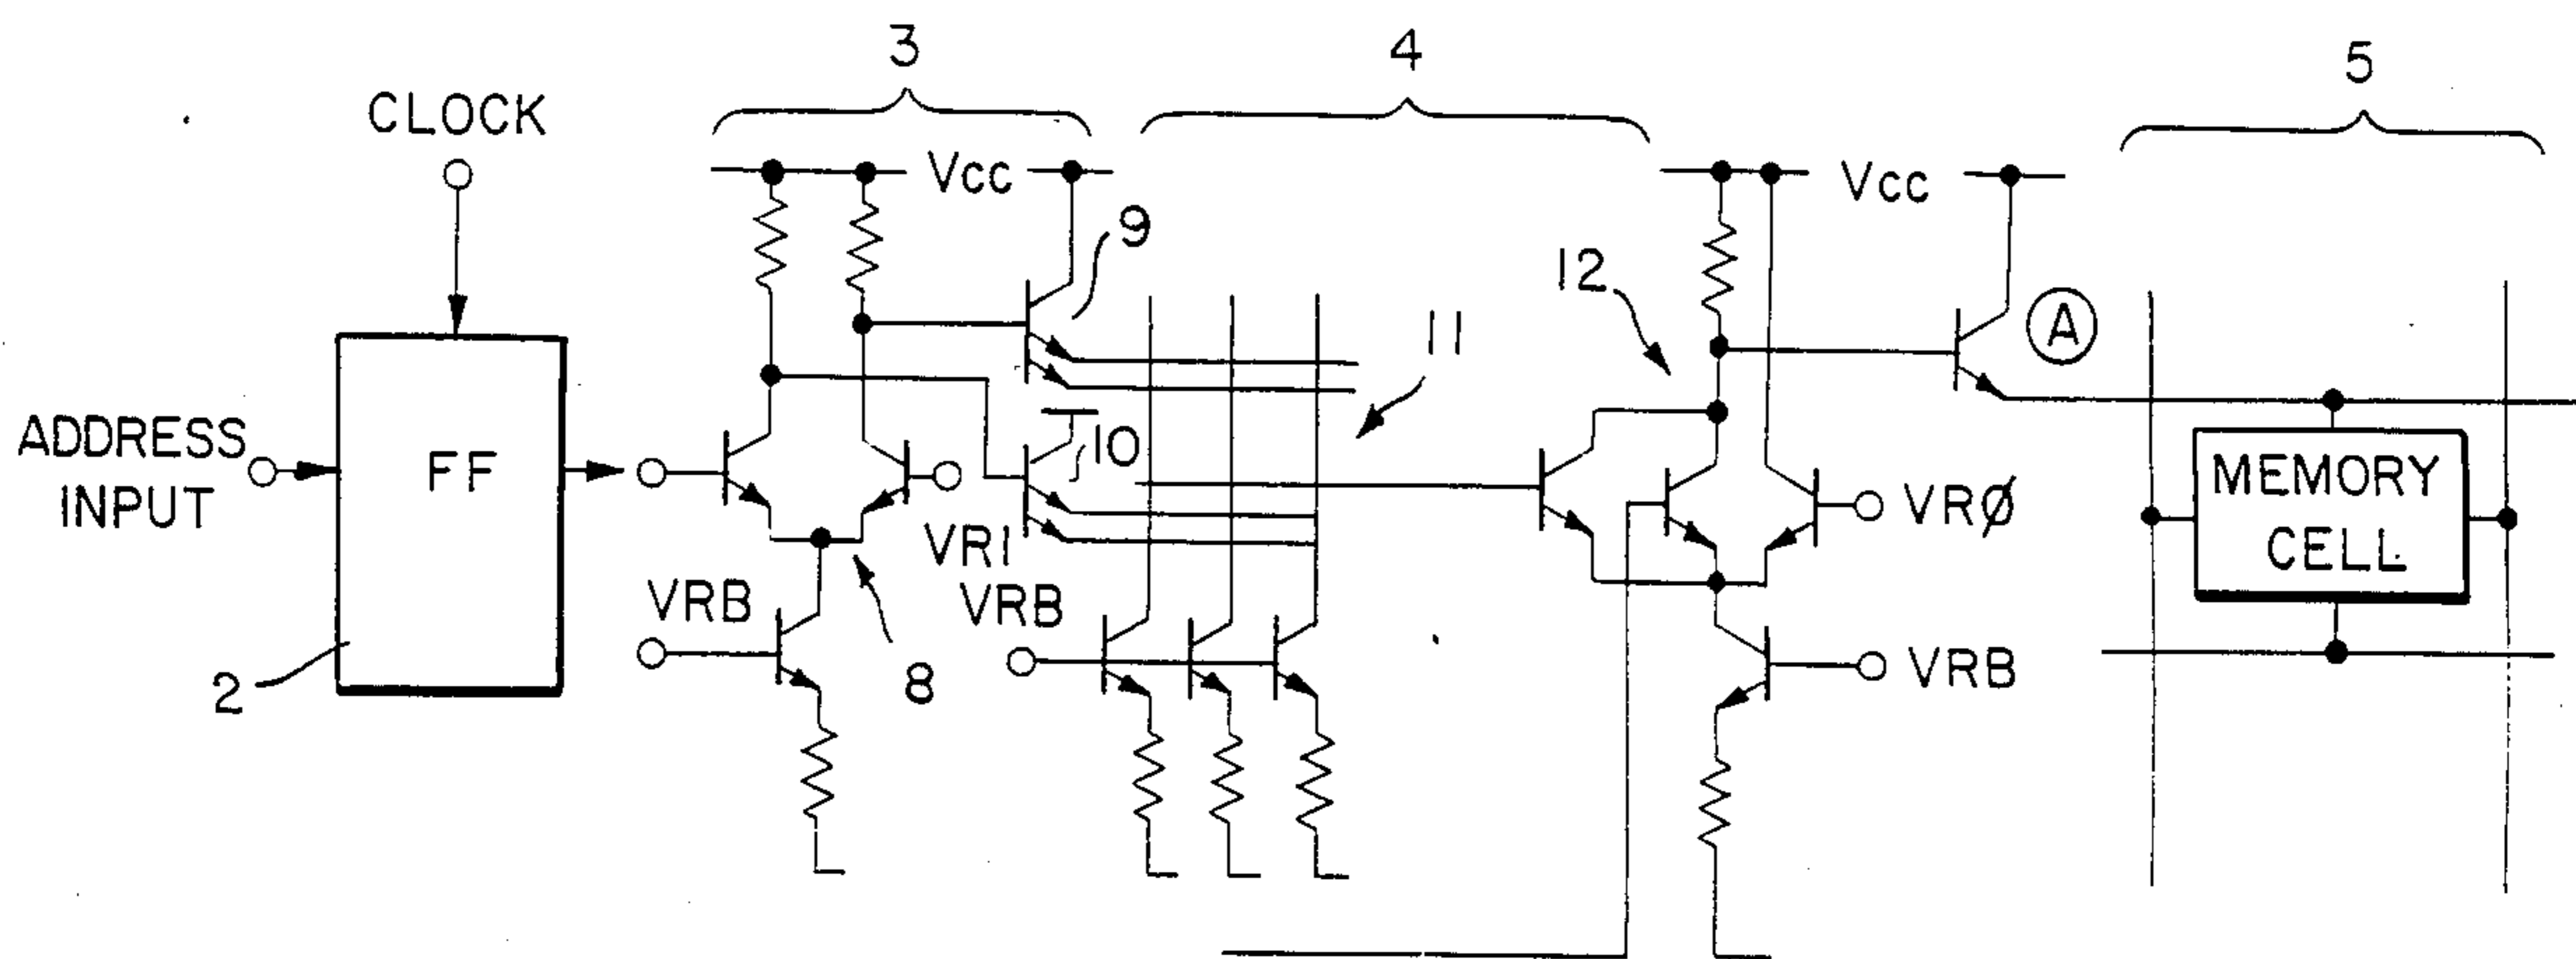 3
4
5
CLOCK
Vcc
Vcc
9
12
A
11
ADDRESS
INPUT
FF
10
MEMORY
CELL
VRØ
VR1
VRB
VRB
VRB
2
8